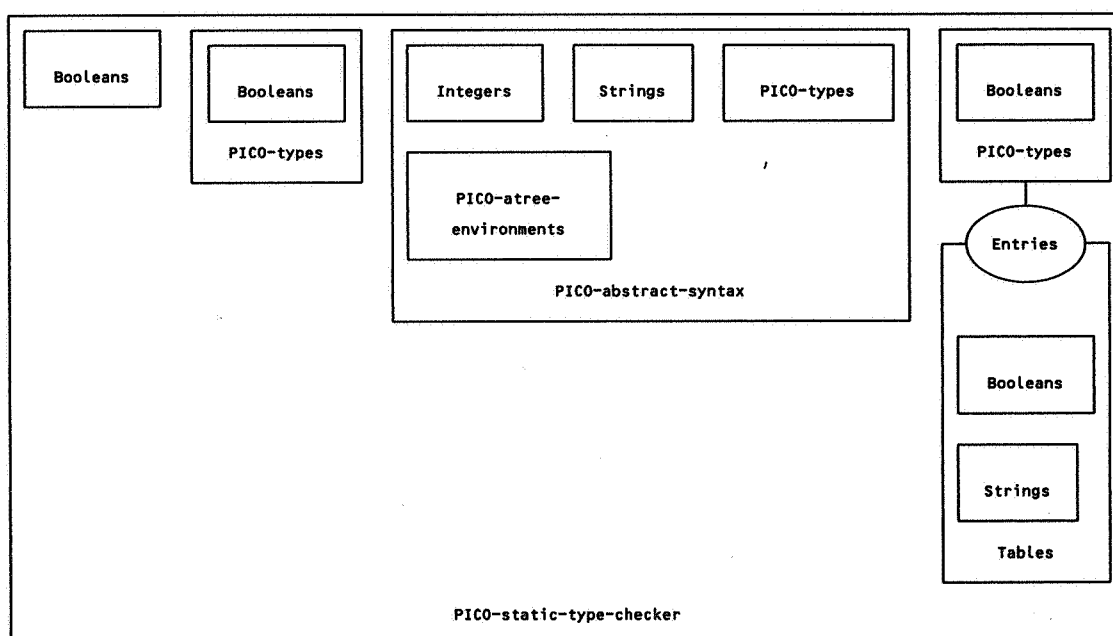 Booleans
Booleans
PICO-types
Integers
Strings
PICO-types
PICO-atree-
environments
PICO-abstract-syntax
Booleans
PICO-types
Entries
Booleans
Strings
Tables
PICO-static-type-checker